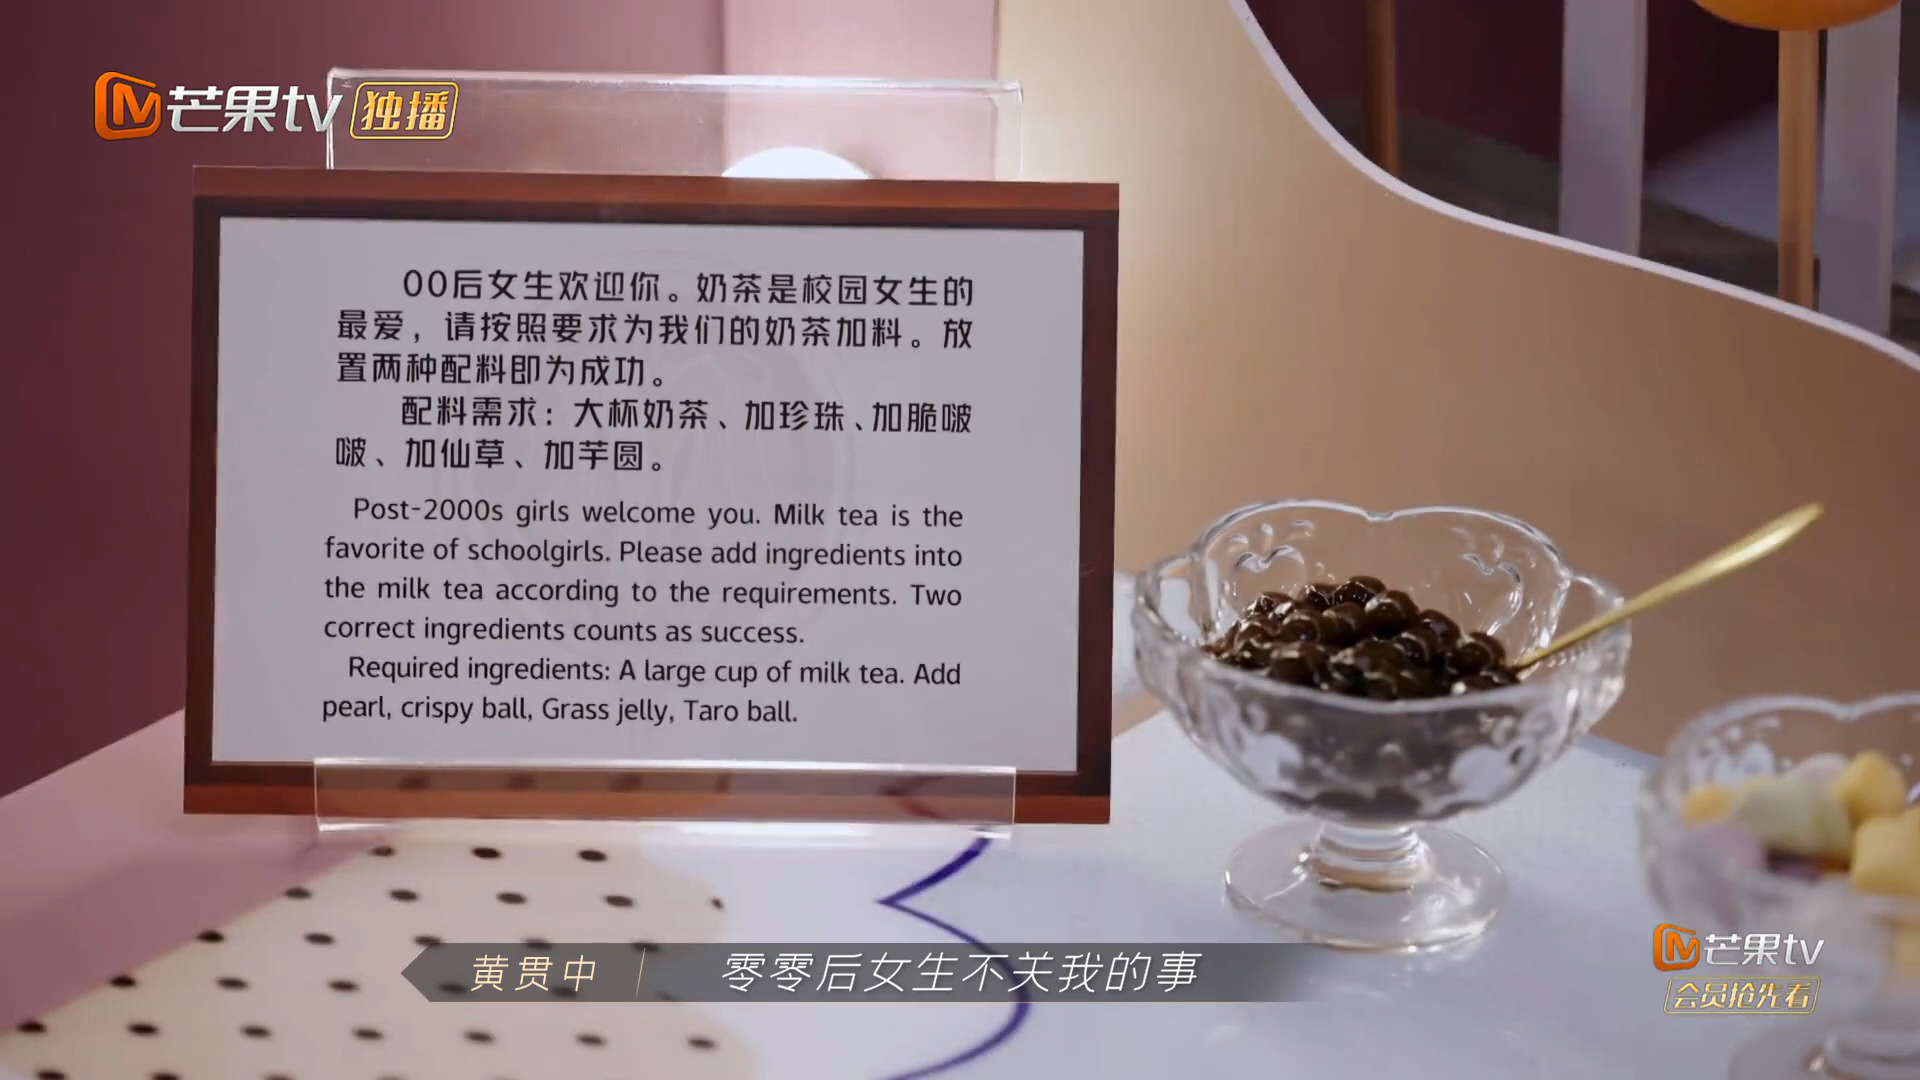 芒果tv 独播
00后女生欢迎你。奶茶是校园女生的
最爱，请按照要求为我们的奶茶加料。放
置两种配料即为成功。
配料需求：大杯奶茶、加珍珠、加脆啵
啵、加仙草、加芋圆。
Post-2000s girls welcome you. Milk tea is the
favorite of schoolgirls. Please add ingredients into
the milk tea according to the requirements. Two
correct ingredients counts as success.
Required ingredients: A large cup of milk tea. Add
pearl, crispy ball, Grass jelly, Taro ball.
黄贯中 零零后女生不关我的事
芒果tv
会员抢先看